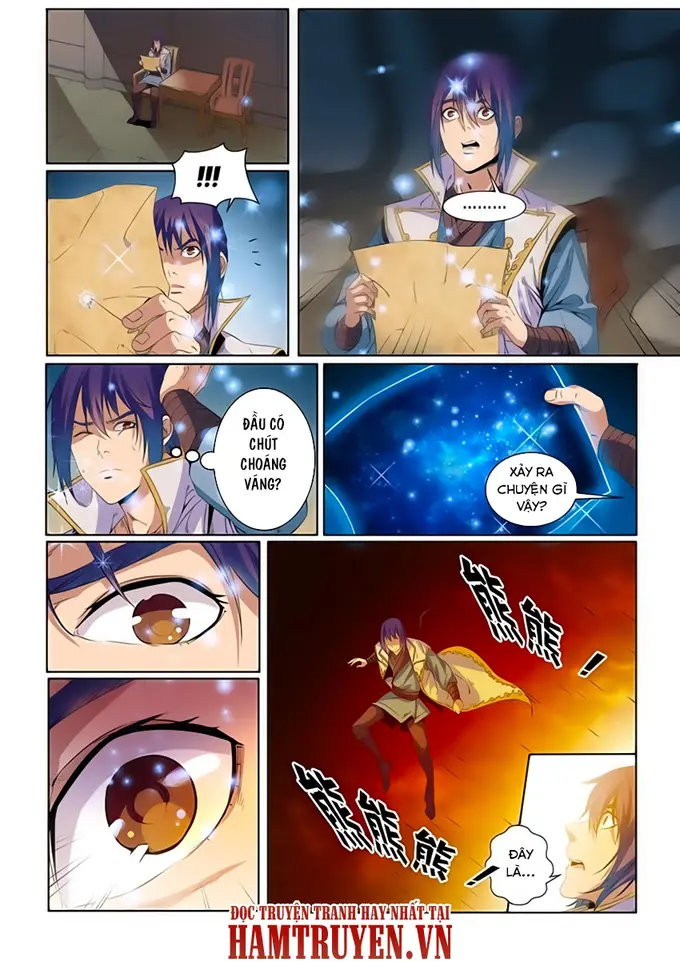 !!!
.........
ĐẦU CÓ
CHÚT
CHOÁNG
VÁNG?
XẢY RA
CHUYỆN GÌ
VẬY?
熊熊熊!
熊熊熊!
ĐÂY
LÀ...
ĐỌC TRUYỆN TRANH HAY NHẤT TẠI
HAMTRUYEN.VN